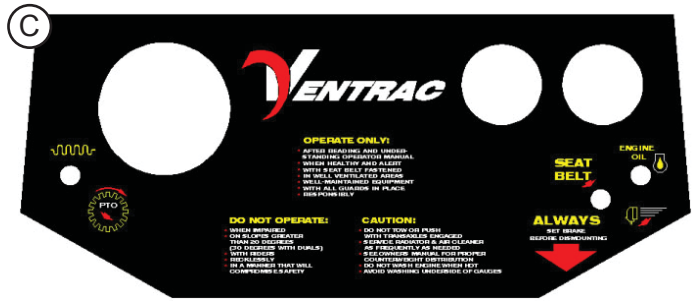 C
VENTRAC
OPERATE ONLY:
AFTER READING AND UNDER-
STANDING OPERATOR MANUAL
WHEN HEALTHY AND ALERT
WITH SEAT BELT FASTENED
IN WELL VENTILATED AREAS
WELL-MAINTAINED EQUIPMENT
WITH ALL GUARDS IN PLACE
RESPONSIBLY
ENGINE
OIL
SEAT
BELT
PTO
DO NOT OPERATE:
WHEN IMPAIRED
ON SLOPES GREATER
THAN 20 DEGREES
(30 DEGREES WITH DUALS)
WITH RIDERS
RECKLESSLY
IN A MANNER THAT WILL
COMPROMISE SAFETY
CAUTION:
DO NOT TOW OR PUSH
WITH TRANSAXLES ENGAGED
SERVICE RADIATOR & AIR CLEANER
AS FREQUENTLY AS NEEDED
SEE OWNERS MANUAL FOR PROPER
COUNTERWEIGHT DISTRIBUTION
DO NOT WASH ENGINE WHEN HOT
AVOID WASHING UNDERSIDE OF GAUGES
ALWAYS
SET BRAKE
BEFORE DISMOUNTING